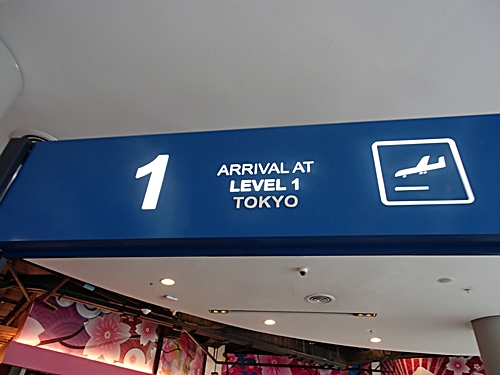 1
ARRIVAL AT
LEVEL 1
TOKYO